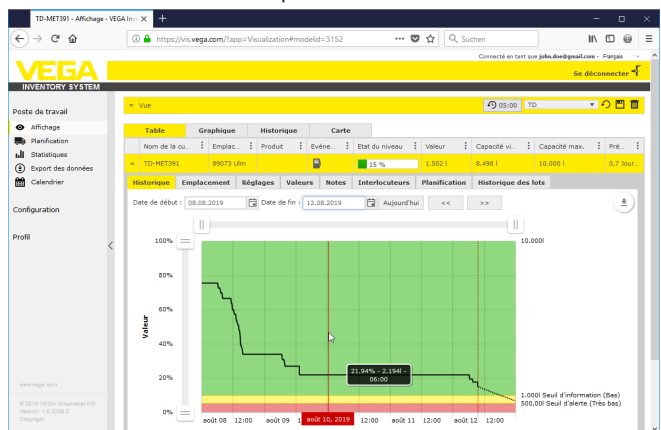 TD-MET391 - Affichage - VEGA Inv
https://vis.vega.com/?app=Visualization#modelid=3152
Suchen
Connecté en tant que john.doe@gmail.com - Français
VEGA
INVENTORY SYSTEM
Se déconnecter
Poste de travail
Affichage
Planification
Statistiques
Export des données
Calendrier
Configuration
Profil
www.vega.com
© 2019 VEGA Grieshaber KG
Copyright
Vue
05:00
TD
Table Graphique Historique Carte
Nom de la cu... Emplac... Produit Evéne... Etat du niveau Valeur Capacité vi... Capacité max. Pré...
TD-MET391 89073 Ulm 15 % 1.502 l 8.498 l 10.000 l 0,7 Jour...
Historique Emplacement Règlages Valeurs Notes Interlocuteurs Planification Historique des lots
Date de début : 08.08.2019 Date de fin : 12.08.2019 Aujourd'hui << >>
100% 10.000l
80%
60%
Valeur
40%
21.94% - 2.194l -
06:00
20%
1.000l Seuil d'information (Bas)
500,00l Seuil d'alerte (Très bas)
0%
août 08 12:00 août 09 1 août 10, 2019 12:00 août 11 12:00 août 12 12:00